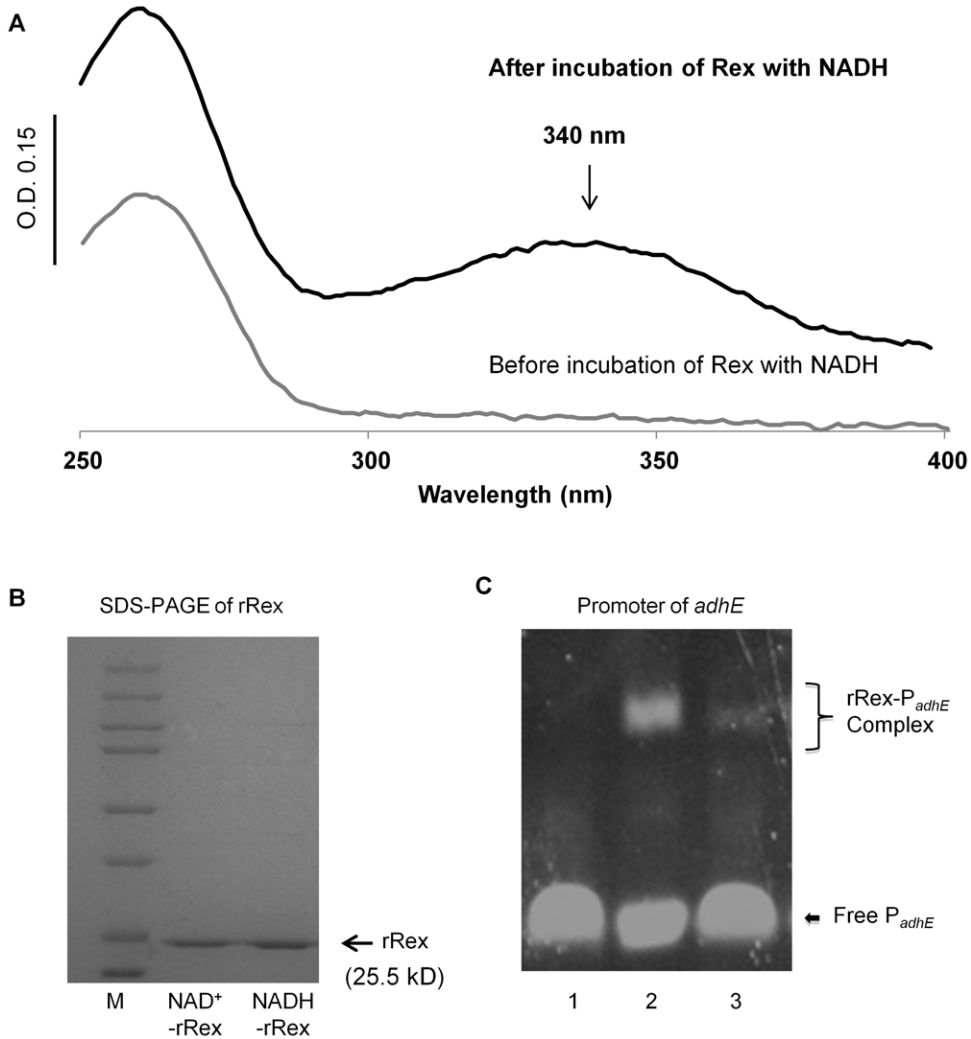 A
After incubation of Rex with NADH
340 nm
O.D. 0.15
Before incubation of Rex with NADH
250
300
350
400
Wavelength (nm)
B
SDS-PAGE of rRex
rRex
(25.5 kD)
M
NAD⁺
-rRex
NADH
-rRex
C
Promoter of adhE
rRex-PadhE
Complex
Free PadhE
1
2
3